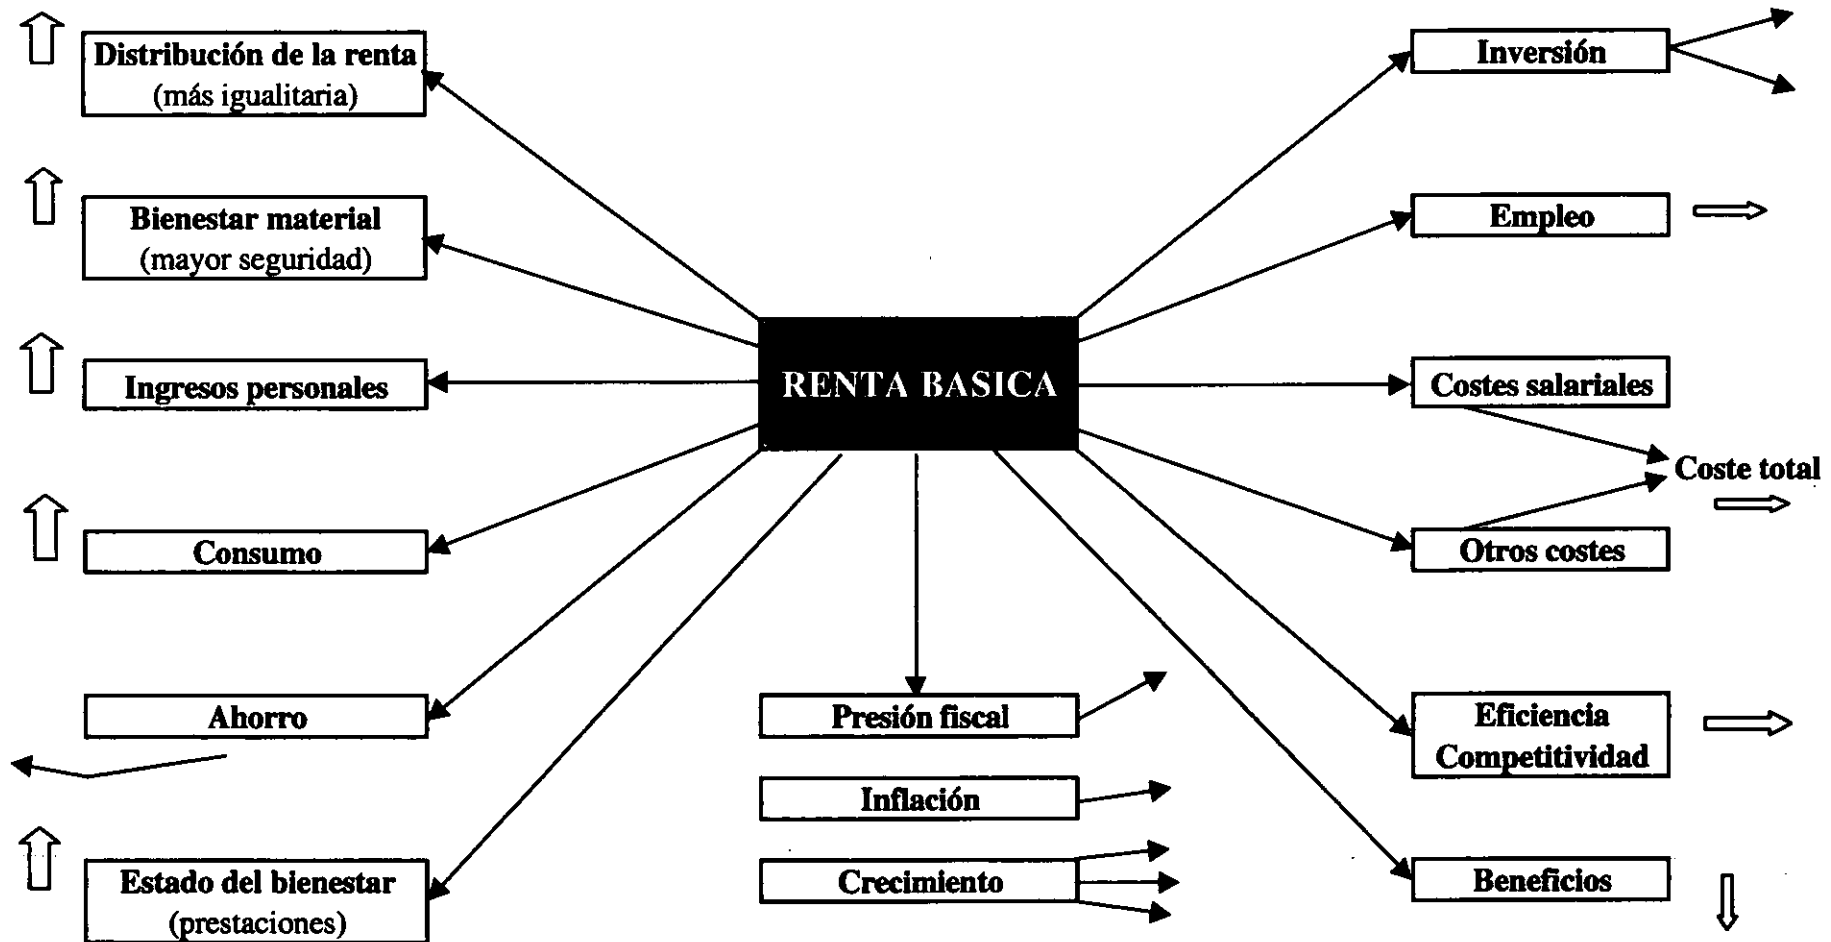 Distribución de la renta
(más igualitaria)
Bienestar material
(mayor seguridad)
Ingresos personales
Consumo
Ahorro
Estado del bienestar
(prestaciones)
RENTA BASICA
Presión fiscal
Inflación
Crecimiento
Inversión
Empleo
Costes salariales
Coste total
Otros costes
Eficiencia
Competitividad
Beneficios